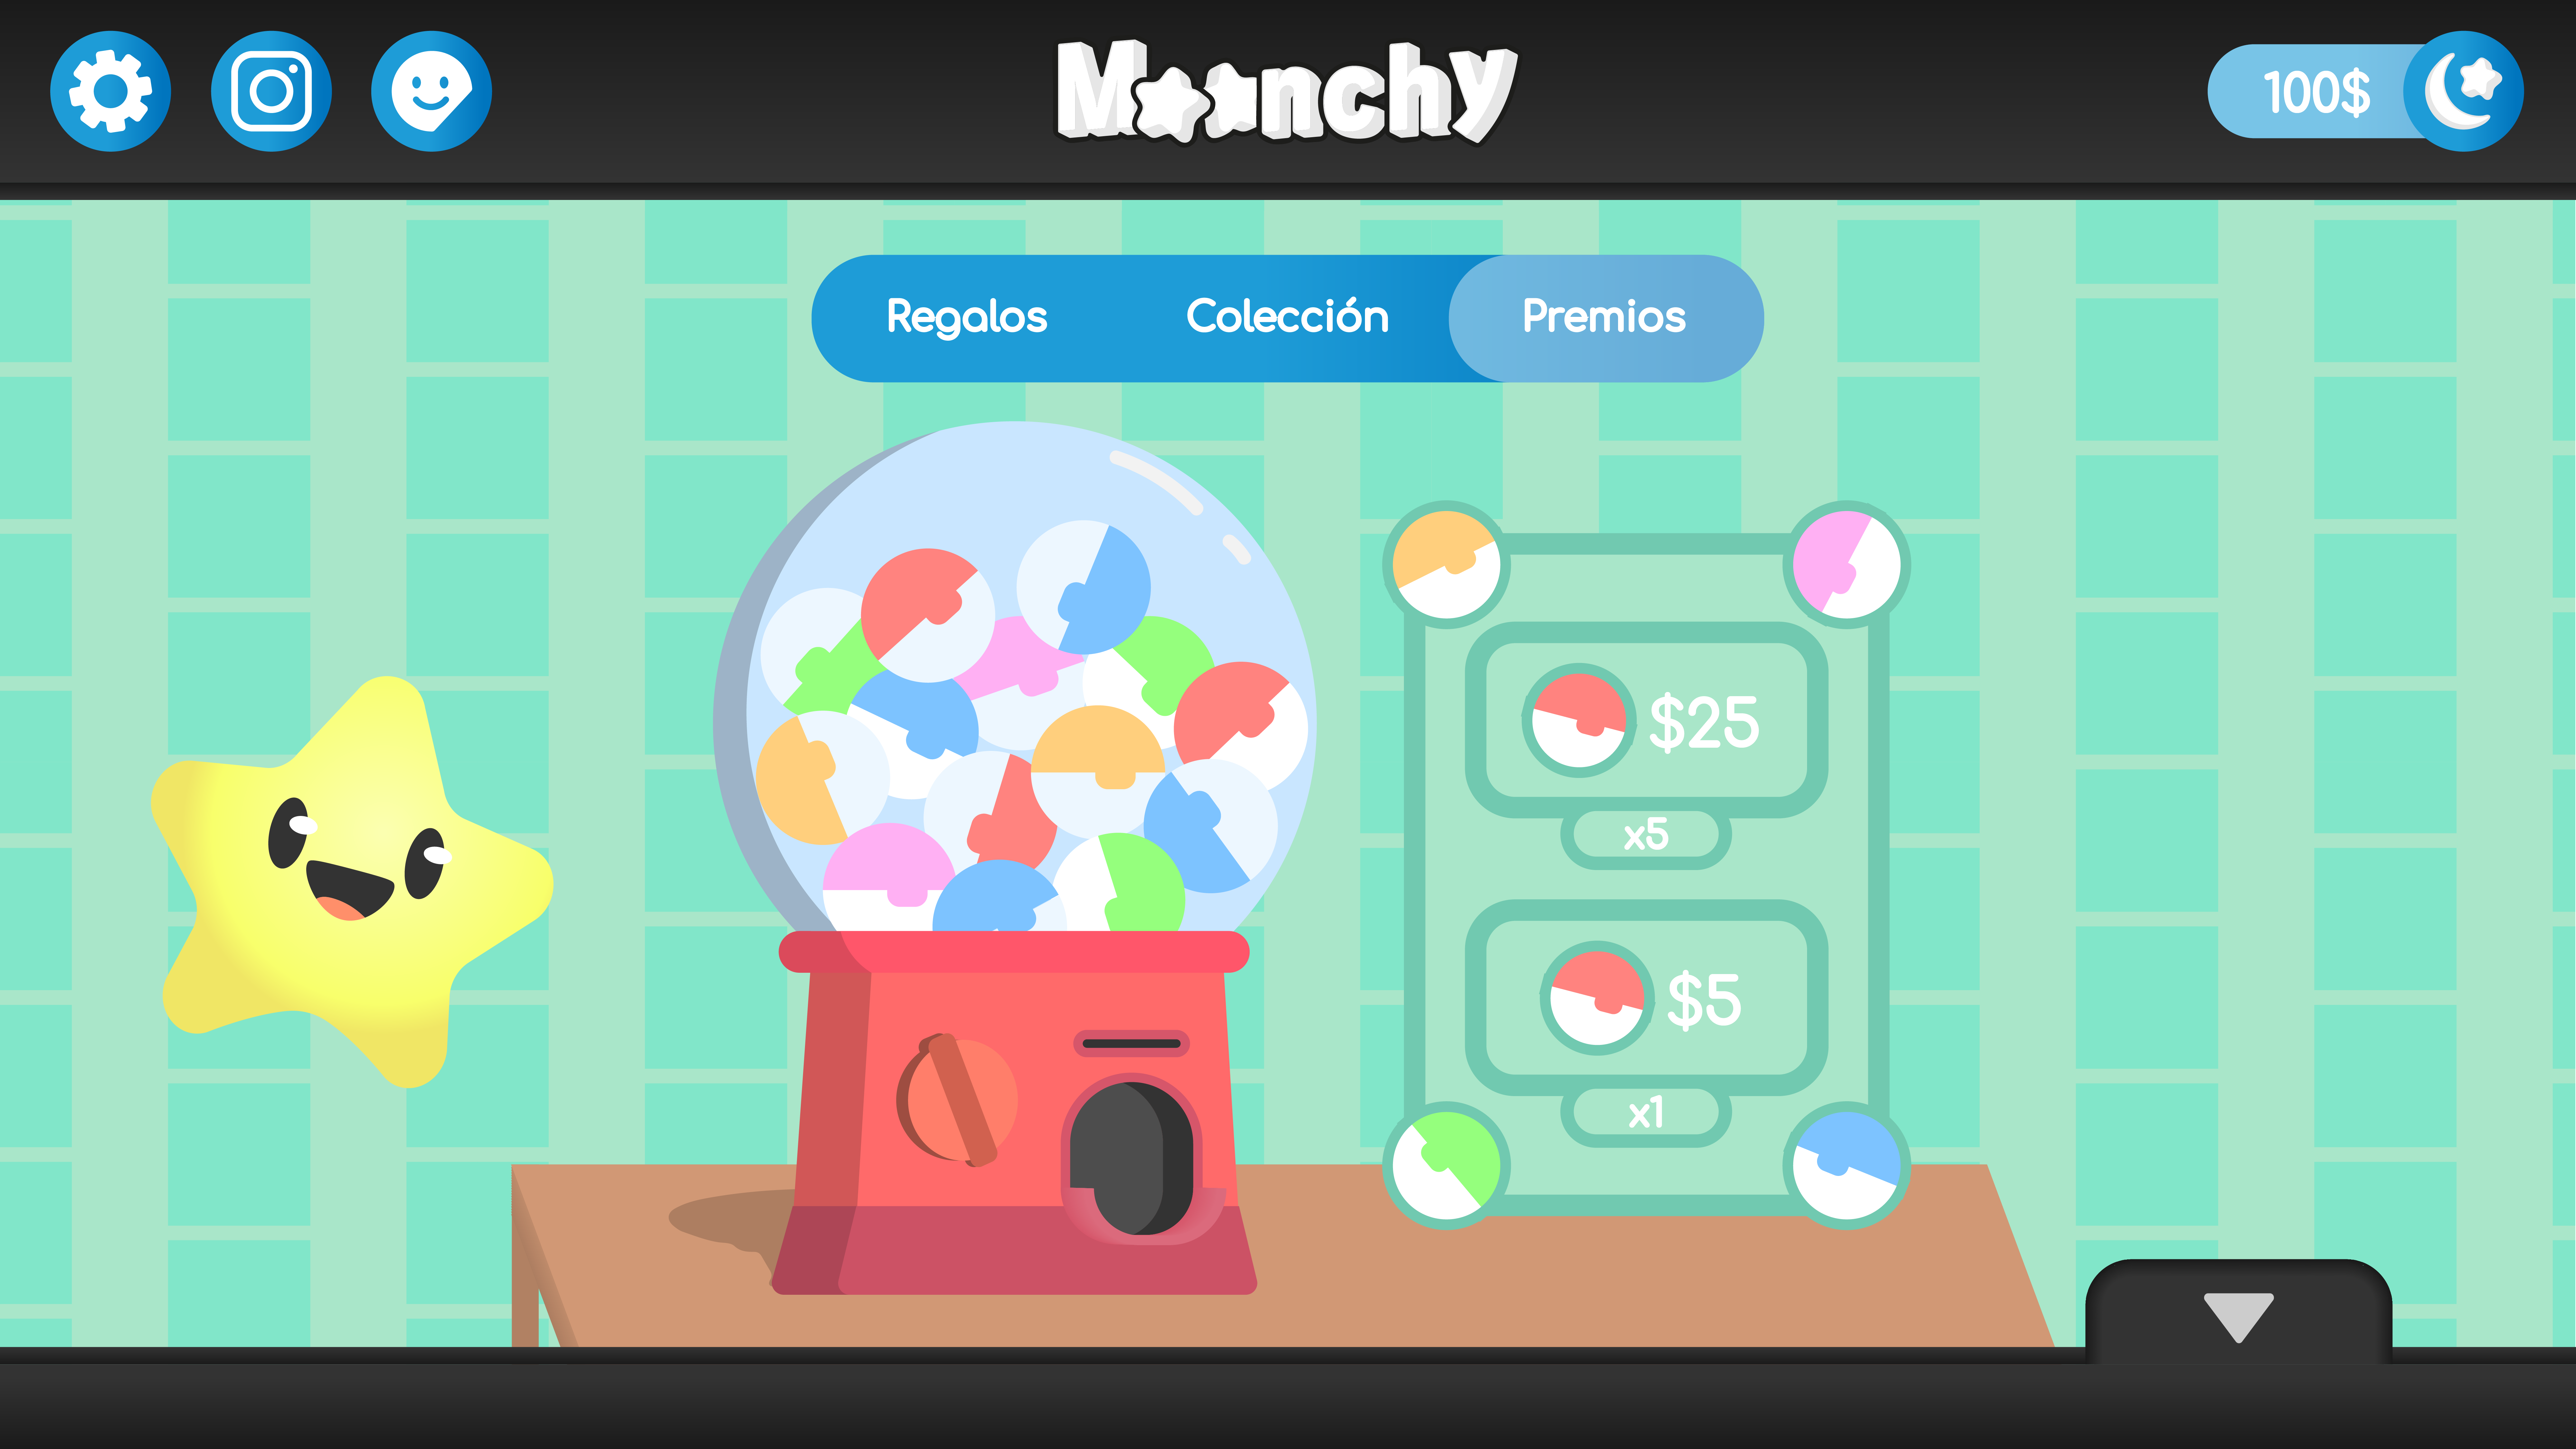 Moonchy
100$
Regalos Colección Premios
$25
x5
$5
x1